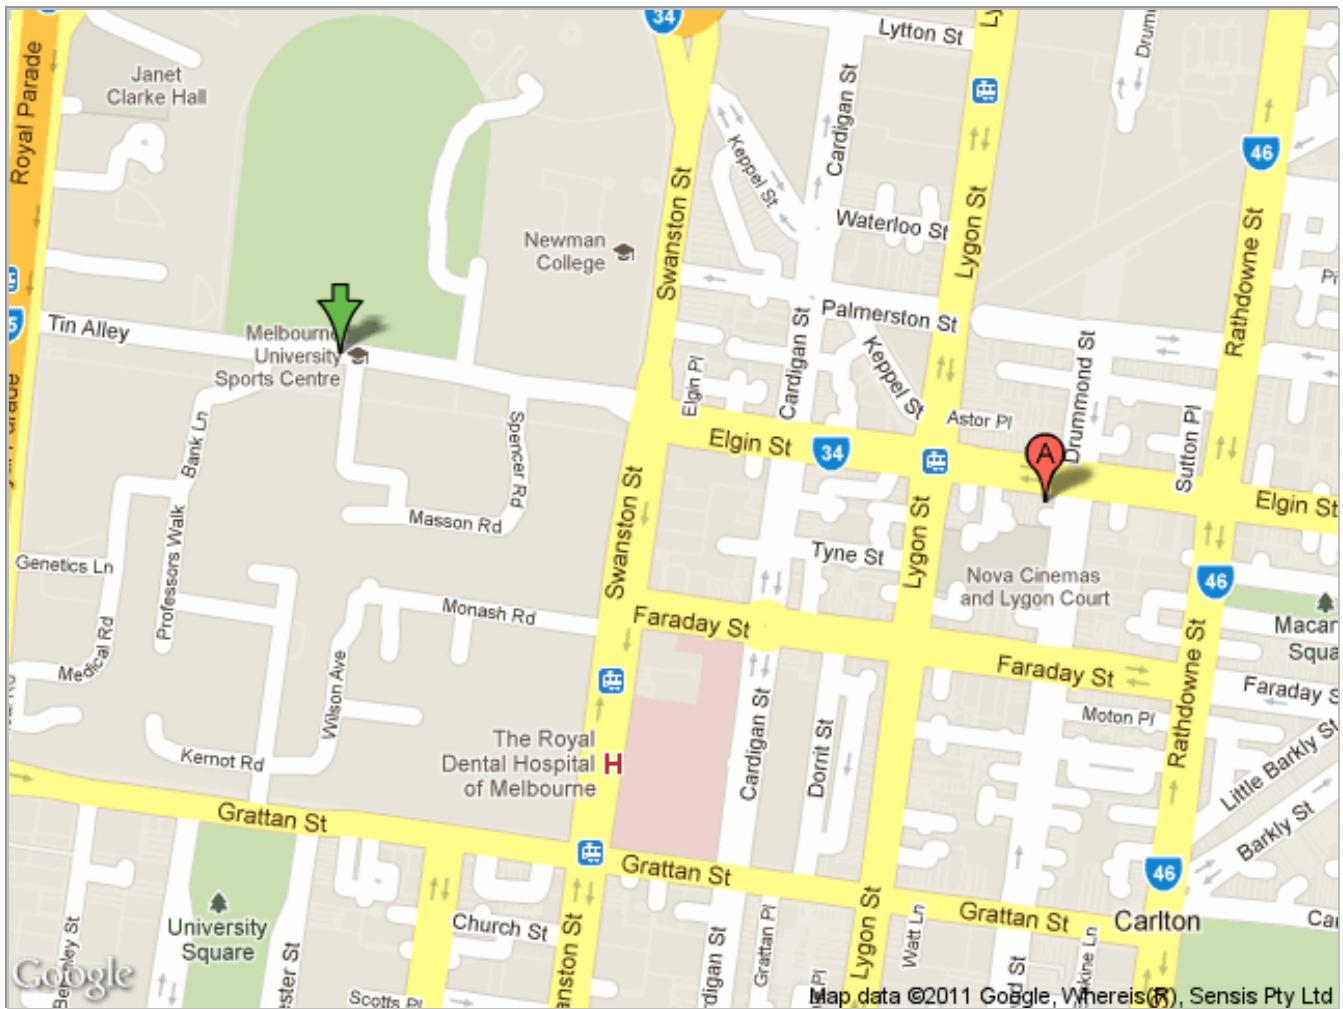 34
Lytton St
Janet
Clarke Hall
Royal Parade
Cardigan St
Keppel St
46
Swanston St
Lygon St
Waterloo St
Newman
College
Rathdowne St
Tin Alley
Melbourne
University
Sports Centre
Palmerston St
Cardigan St
Keppel St
Drummond St
Elgin Pl
Astor Pl
Sutton Pl
Bank Ln
Spencer Rd
Elgin St
34
A
Elgin St
Masson Rd
Swanston St
Lygon St
Tyne St
Genetics Ln
Professors Walk
Nova Cinemas
and Lygon Court
46
Monash Rd
Faraday St
Medical Rd
Wilson Ave
Faraday St
Rathdowne St
Moton Pl
Kernot Rd
The Royal
Dental Hospital
of Melbourne
H
Cardigan St
Dorrit St
Little Barkly St
Barkly St
Grattan St
Grattan St
46
Grattan St
Carlton
University
Square
Church St
Lygon St
Grattan Pl
Watt Ln
Scotts Pl
Google
Map data ©2011 Google, Whereis(R), Sensis Pty Ltd